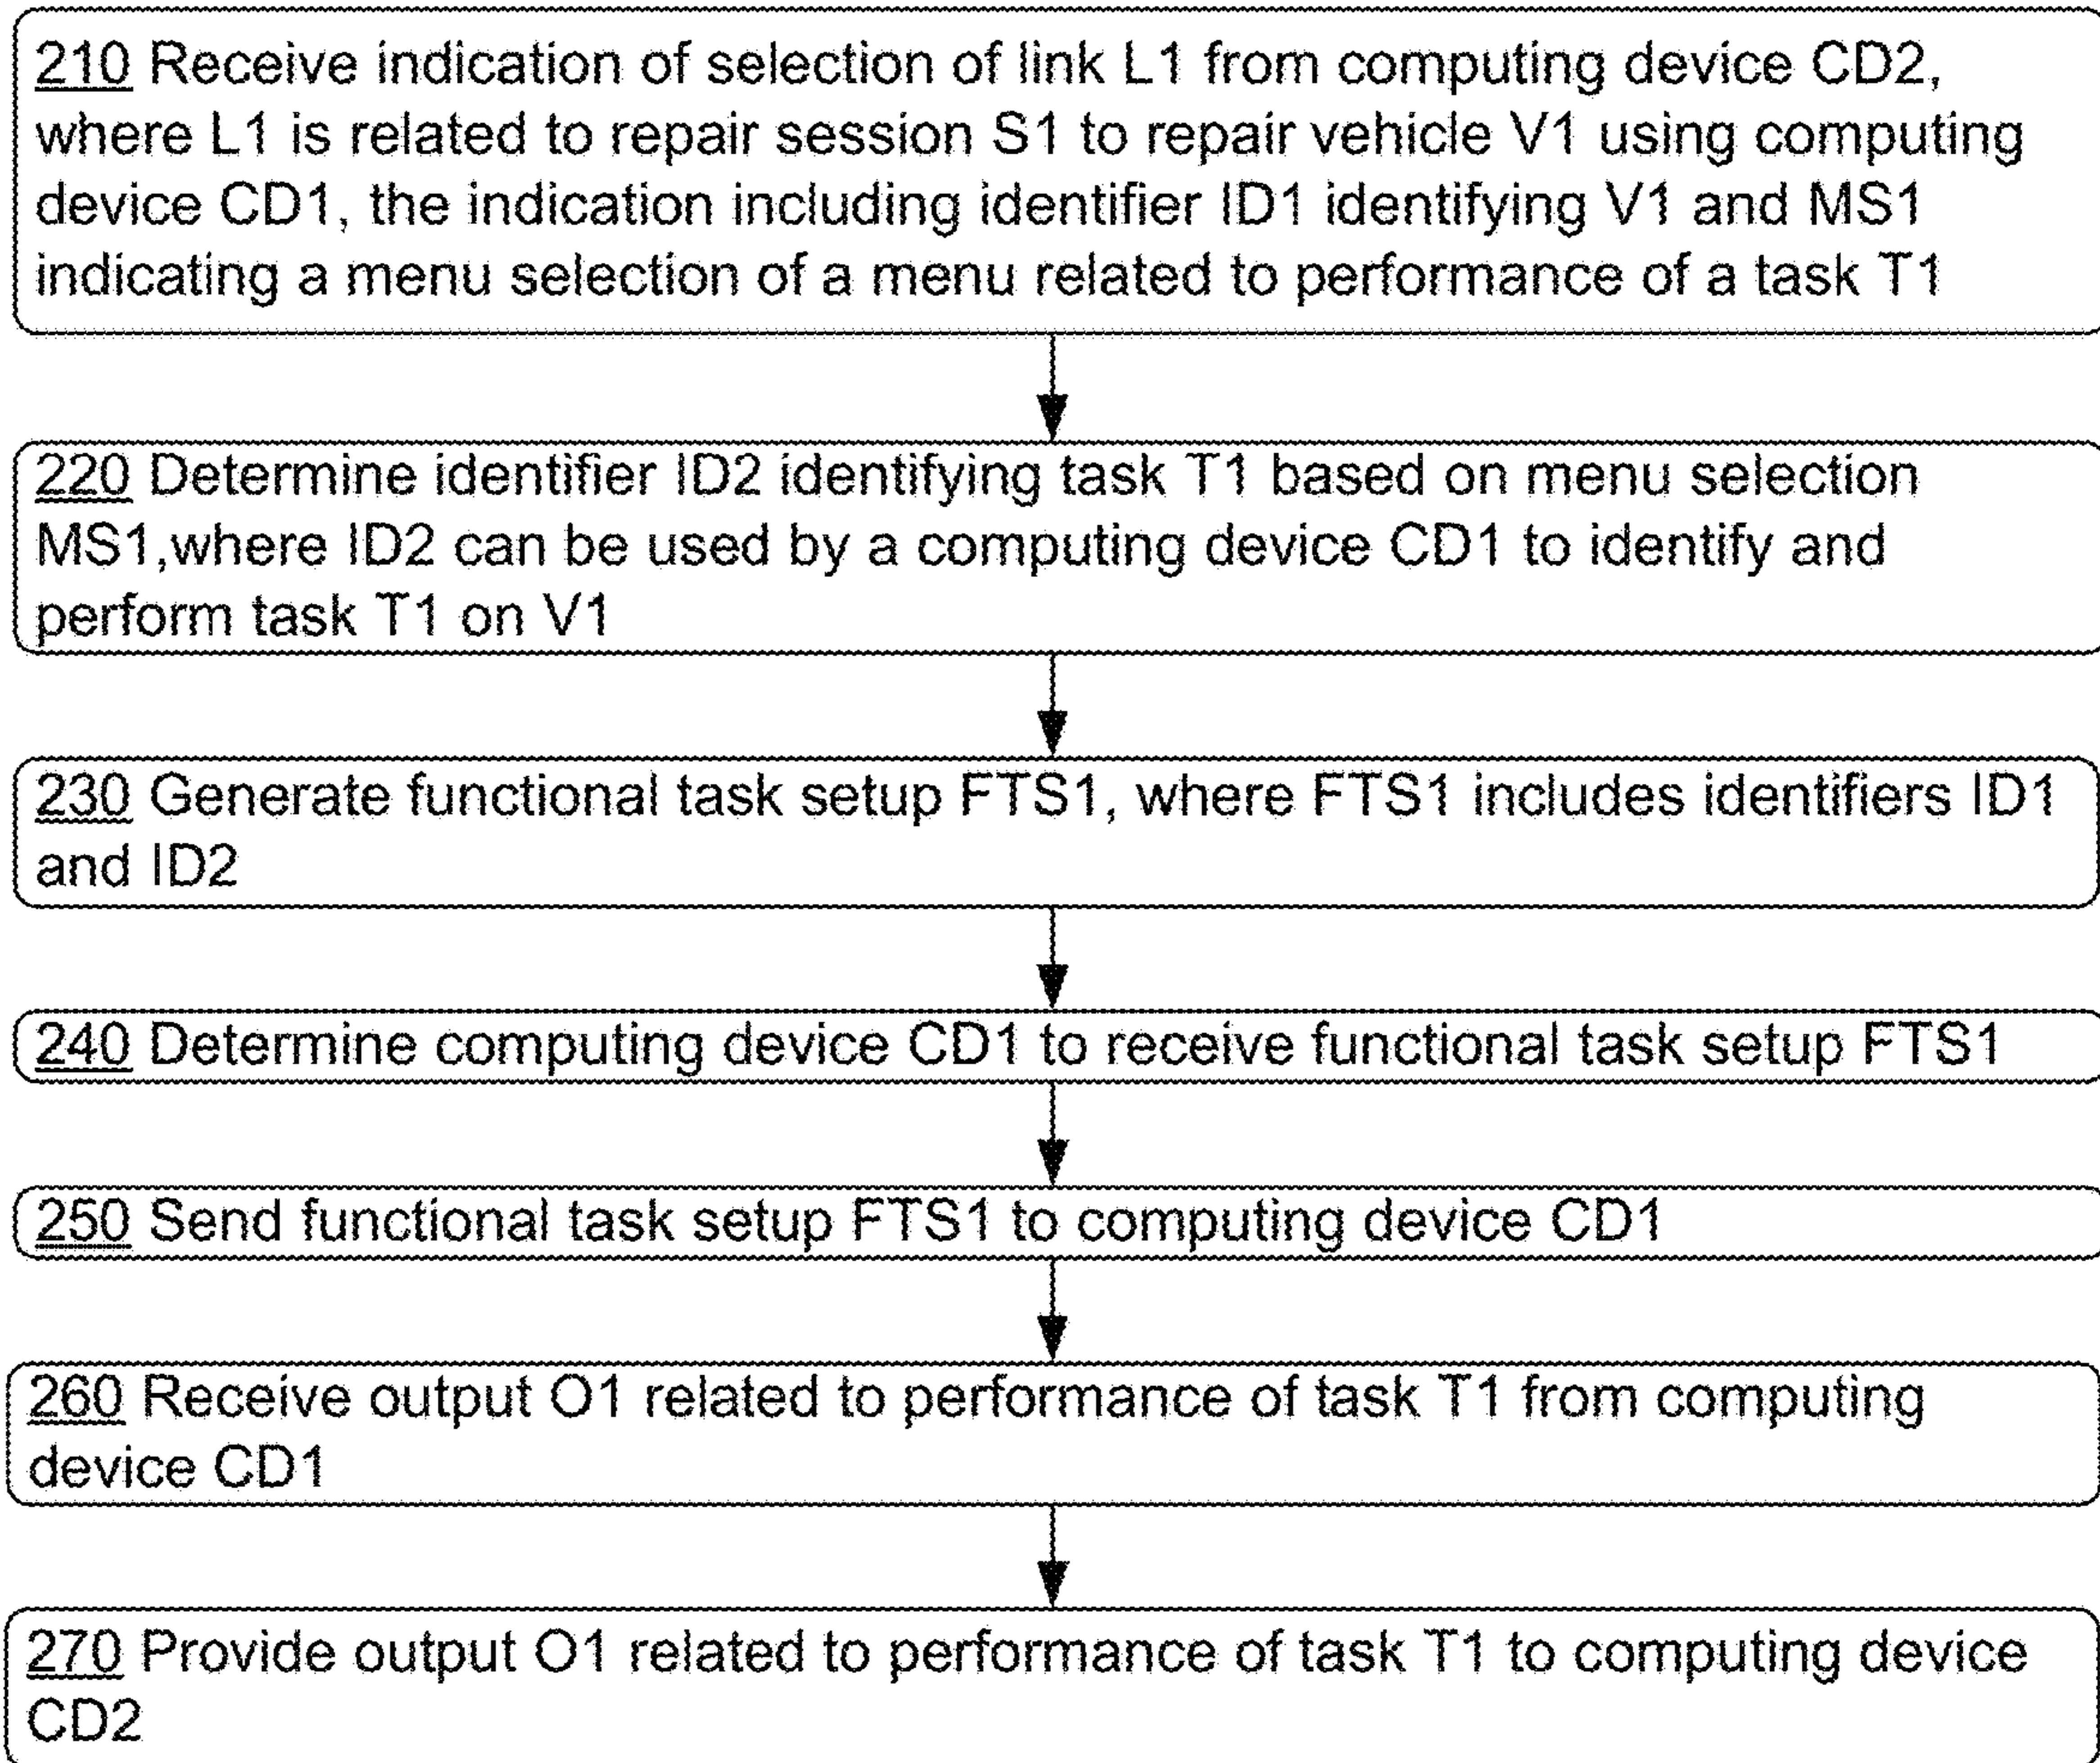 210 Receive indication of selection of link L1 from computing device CD2,
where L1 is related to repair session S1 to repair vehicle V1 using computing
device CD1, the indication including identifier ID1 identifying V1 and MS1
indicating a menu selection of a menu related to performance of a task T1
220 Determine identifier ID2 identifying task T1 based on menu selection
MS1,where ID2 can be used by a computing device CD1 to identify and
perform task T1 on V1
230 Generate functional task setup FTS1, where FTS1 includes identifiers ID1
and ID2
240 Determine computing device CD1 to receive functional task setup FTS1
250 Send functional task setup FTS1 to computing device CD1
260 Receive output O1 related to performance of task T1 from computing
device CD1
270 Provide output O1 related to performance of task T1 to computing device
CD2